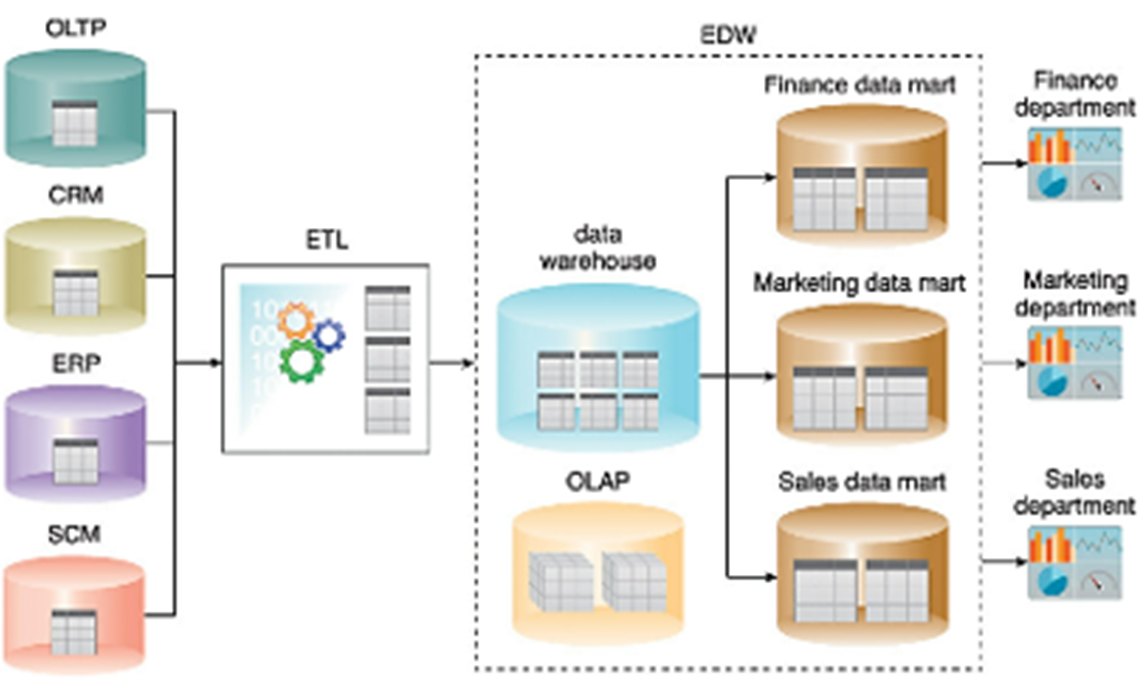 OLTP
CRM
ERP
SCM
ETL
EDW
data
warehouse
OLAP
Finance data mart
Marketing data mart
Sales data mart
Finance
department
Marketing
department
Sales
department